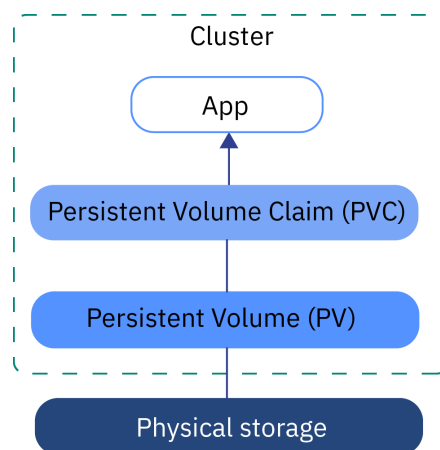 Cluster
App
Persistent Volume Claim (PVC)
Persistent Volume (PV)
Physical storage